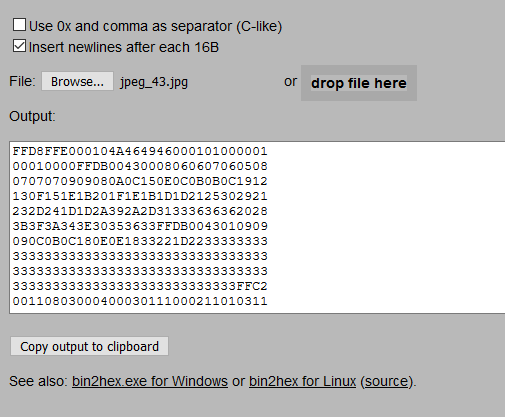 Use 0x and comma as separator (C-like)
Insert newlines after each 16B
File: Browse... jpeg_43.jpg or drop file here
Output:
FFD8FFE000104A464946000101000001
00010000FFDB00430008060607060508
0707070909080A0C150E0C0B0B0C1912
130F151E1B201F1E1B1D1D2125302921
232D241D1D2A392A2D31333636362028
3B3F3A343E30353633FFDB0043010909
090C0B0C180E0E1833221D2233333333
33333333333333333333333333333333
33333333333333333333333333333333
33333333333333333333333333333FFC2
00110803000400030111000211010311
Copy output to clipboard
See also: bin2hex.exe for Windows or bin2hex for Linux (source).